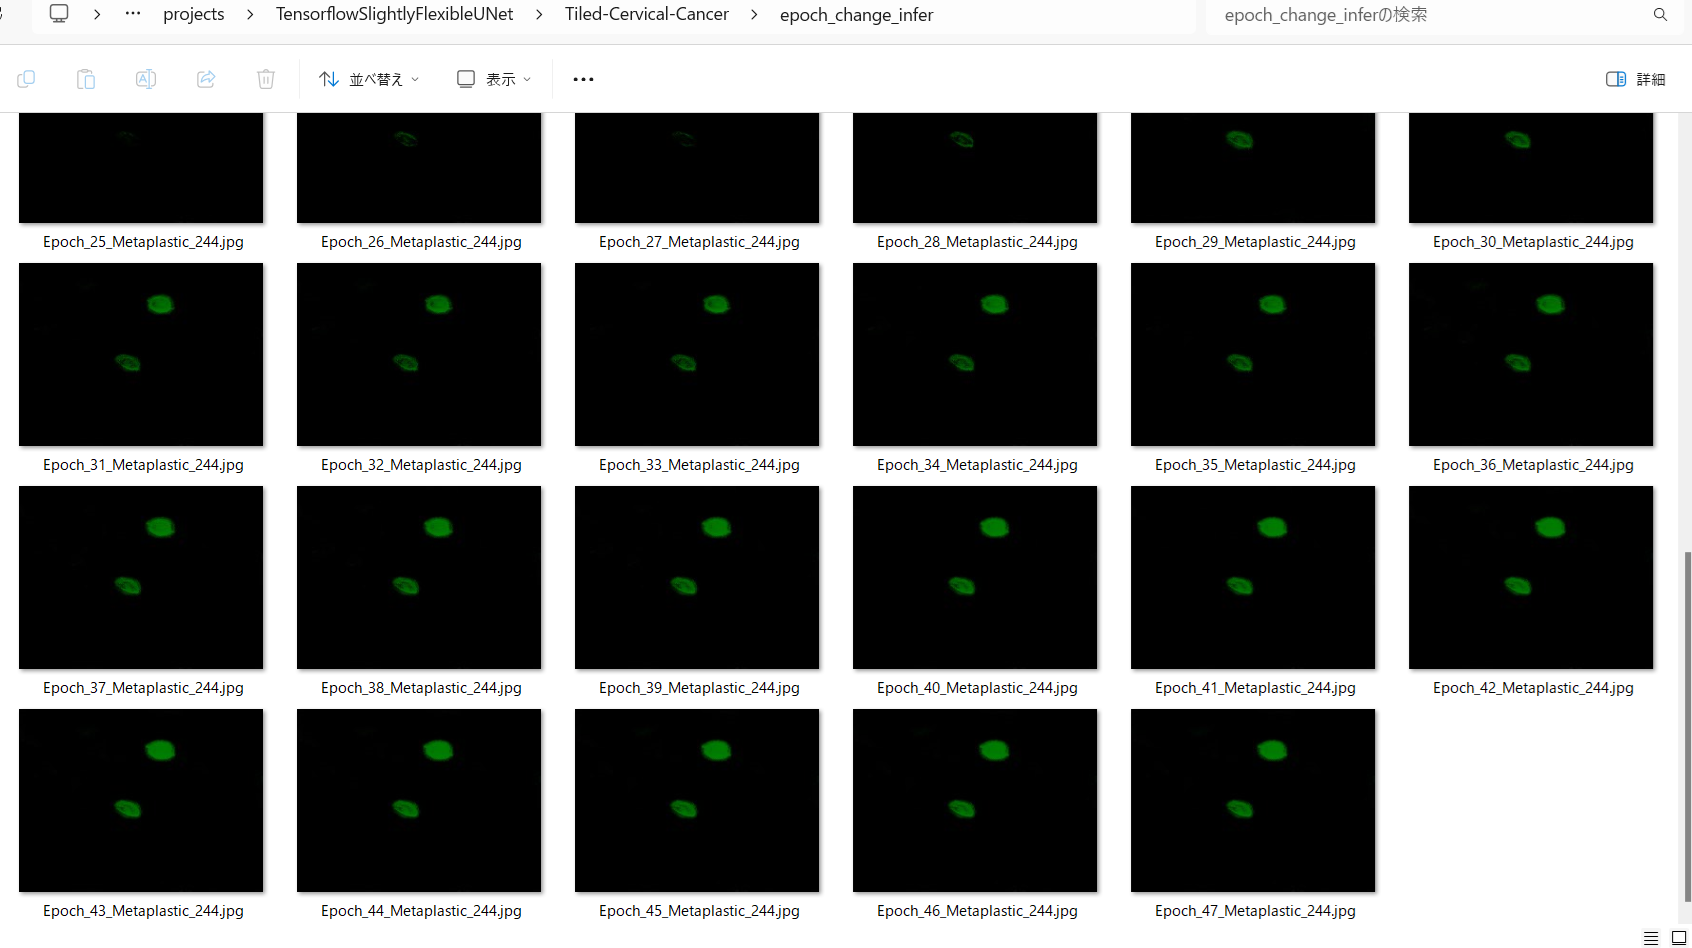 projects > TensorflowSlightlyFlexibleUNet > Tiled-Cervical-Cancer > epoch_change_infer
epoch_change_inferの検索
並べ替え 表示 詳細
Epoch_25_Metaplastic_244.jpg Epoch_26_Metaplastic_244.jpg Epoch_27_Metaplastic_244.jpg Epoch_28_Metaplastic_244.jpg Epoch_29_Metaplastic_244.jpg Epoch_30_Metaplastic_244.jpg
Epoch_31_Metaplastic_244.jpg Epoch_32_Metaplastic_244.jpg Epoch_33_Metaplastic_244.jpg Epoch_34_Metaplastic_244.jpg Epoch_35_Metaplastic_244.jpg Epoch_36_Metaplastic_244.jpg
Epoch_37_Metaplastic_244.jpg Epoch_38_Metaplastic_244.jpg Epoch_39_Metaplastic_244.jpg Epoch_40_Metaplastic_244.jpg Epoch_41_Metaplastic_244.jpg Epoch_42_Metaplastic_244.jpg
Epoch_43_Metaplastic_244.jpg Epoch_44_Metaplastic_244.jpg Epoch_45_Metaplastic_244.jpg Epoch_46_Metaplastic_244.jpg Epoch_47_Metaplastic_244.jpg